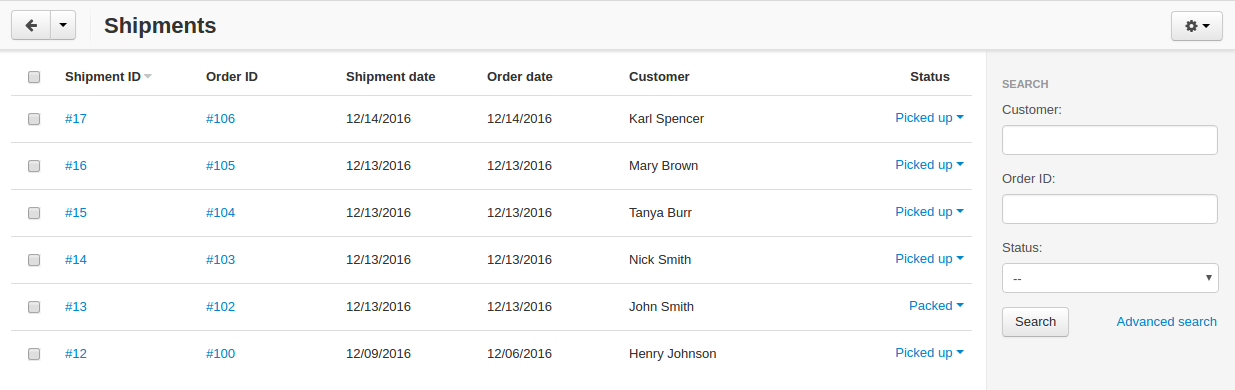 Shipments
Shipment ID Order ID Shipment date Order date Customer Status
#17 #106 12/14/2016 12/14/2016 Karl Spencer Picked up
#16 #105 12/13/2016 12/13/2016 Mary Brown Picked up
#15 #104 12/13/2016 12/13/2016 Tanya Burr Picked up
#14 #103 12/13/2016 12/13/2016 Nick Smith Picked up
#13 #102 12/13/2016 12/13/2016 John Smith Packed
#12 #100 12/09/2016 12/06/2016 Henry Johnson Picked up
SEARCH
Customer:
Order ID:
Status:
--
Search Advanced search